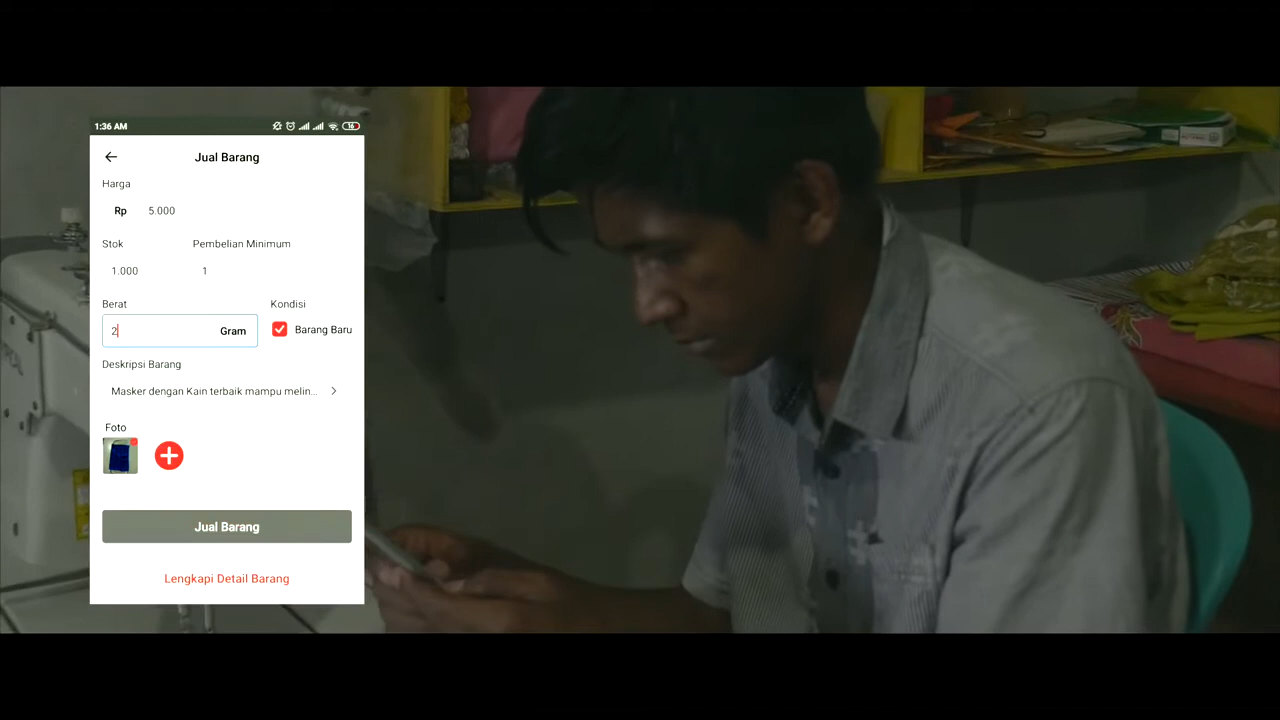 1:36 AM
16
Jual Barang
Harga
Rp 5.000
Stok Pembelian Minimum
1.000 1
Berat Kondisi
2 Gram Barang Baru
Deskripsi Barang
Masker dengan Kain terbaik mampu melin...
Foto
Jual Barang
Lengkapi Detail Barang